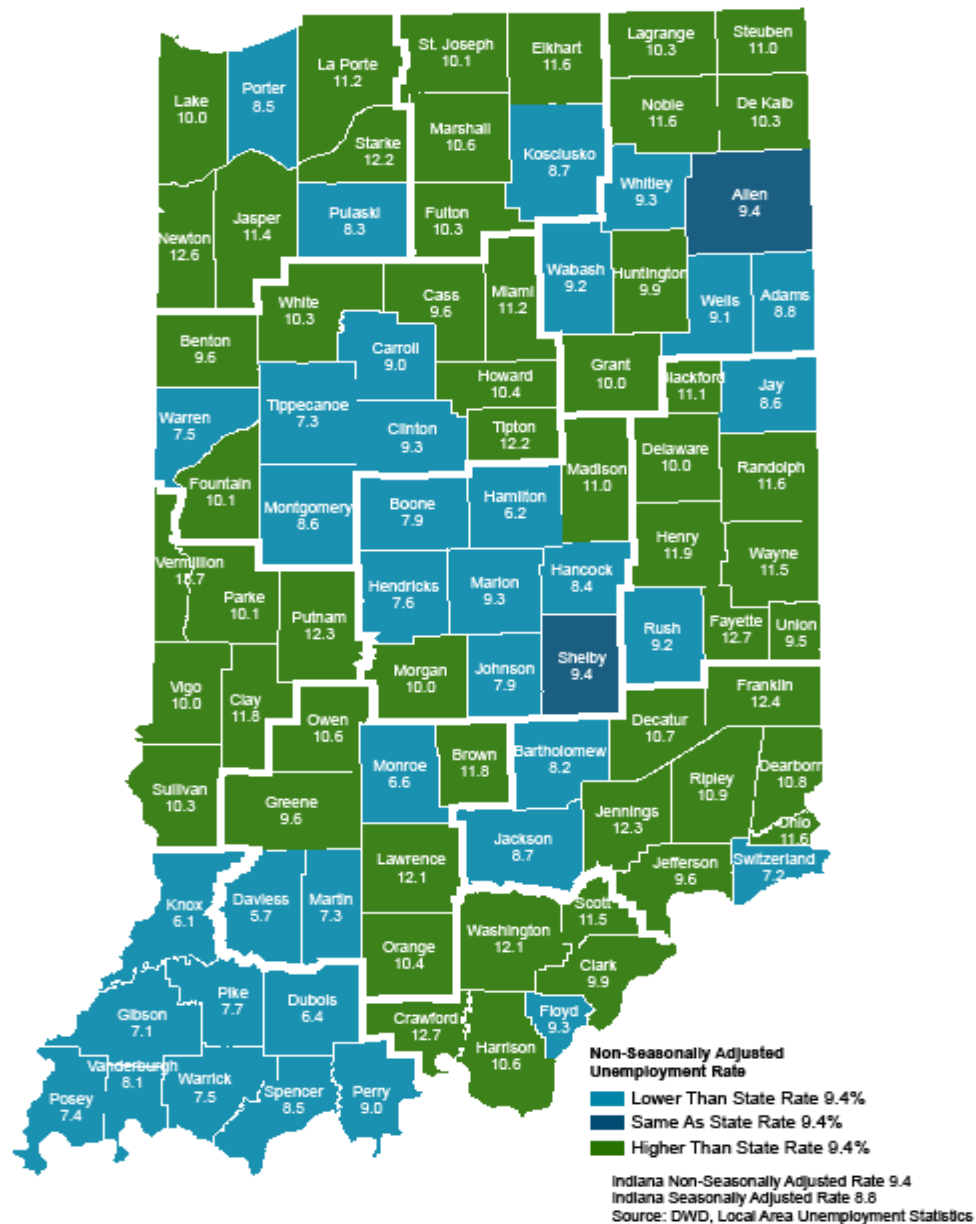 Lake
10.0
Porter
8.5
La Porte
11.2
St. Joseph
10.1
Elkhart
11.6
Lagrange
10.3
Steuben
11.0
Noble
11.6
De Kalb
10.3
Starke
12.2
Marshall
10.6
Kosciusko
8.7
Whitley
9.3
Allen
9.4
Newton
12.6
Jasper
11.4
Pulaski
8.3
Fulton
10.3
Wabash
9.2
Huntington
9.9
Wells
9.1
Adams
8.8
White
10.3
Cass
9.6
Miami
11.2
Benton
9.6
Carroll
9.0
Howard
10.4
Grant
10.0
Blackford
11.1
Jay
8.6
Warren
7.5
Tippecanoe
7.3
Clinton
9.3
Tipton
12.2
Madison
11.0
Delaware
10.0
Randolph
11.6
Fountain
10.1
Montgomery
8.6
Boone
7.9
Hamilton
6.2
Henry
11.9
Wayne
11.5
Vermillion
Parke
10.1
Putnam
12.3
Hendricks
7.6
Marion
9.3
Hancock
8.4
Rush
9.2
Fayette
12.7
Union
9.5
Vigo
10.0
Clay
11.8
Owen
10.6
Morgan
10.0
Johnson
7.9
Shelby
9.4
Decatur
10.7
Franklin
12.4
Sullivan
10.3
Greene
9.6
Monroe
6.6
Brown
11.8
Bartholomew
8.2
Jennings
12.3
Ripley
10.9
Dearborn
10.8
Ohio
11.6
Knox
6.1
Daviess
5.7
Martin
7.3
Lawrence
12.1
Jackson
8.7
Jefferson
9.6
Switzerland
7.2
Orange
10.4
Washington
12.1
Scott
11.5
Clark
9.9
Gibson
7.1
Pike
7.7
Dubois
6.4
Crawford
12.7
Harrison
10.6
Floyd
9.3
Posey
7.4
Vanderburgh
8.1
Warrick
7.5
Spencer
8.5
Perry
9.0
Non-Seasonally Adjusted
Unemployment Rate
Lower Than State Rate 9.4%
Same As State Rate 9.4%
Higher Than State Rate 9.4%
Indiana Non-Seasonally Adjusted Rate 9.4
Indiana Seasonally Adjusted Rate 8.8
Source: DWD, Local Area Unemployment Statistics